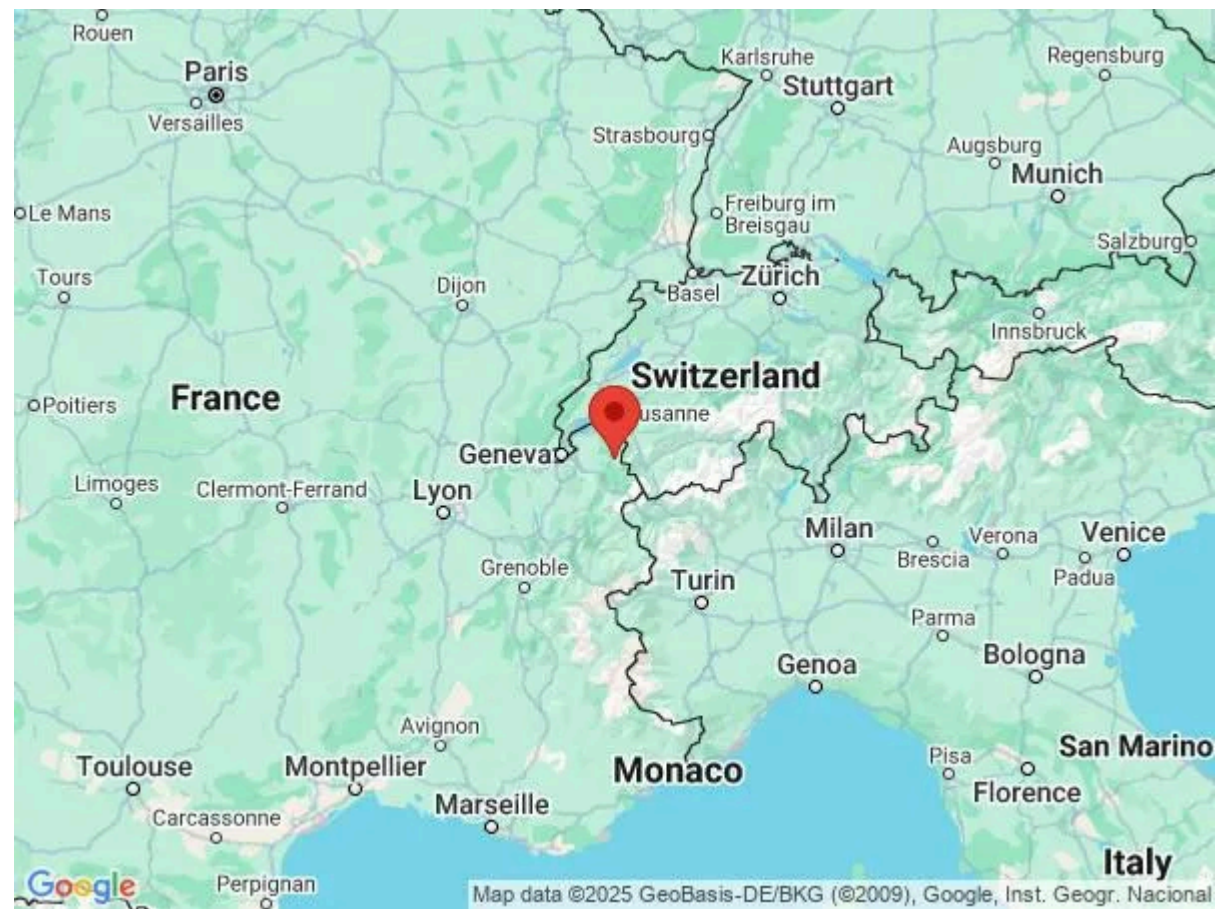 Rouen
Paris
Versailles
Karlsruhe
Regensburg
Stuttgart
Strasbourg
Augsburg
Munich
Le Mans
Freiburg im
Breisgau
Salzburg
Tours
Dijon
Basel
Zürich
Innsbruck
Poitiers
France
Switzerland
usanne
Geneva
Limoges
Clermont-Ferrand
Lyon
Milan
Verona
Venice
Brescia
Padua
Grenoble
Turin
Parma
Genoa
Bologna
Avignon
Toulouse
Montpellier
Monaco
Pisa
San Marino
Florence
Marseille
Carcassonne
Italy
Perpignan
Google
Map data ©2025 GeoBasis-DE/BKG (©2009), Google, Inst. Geogr. Nacional